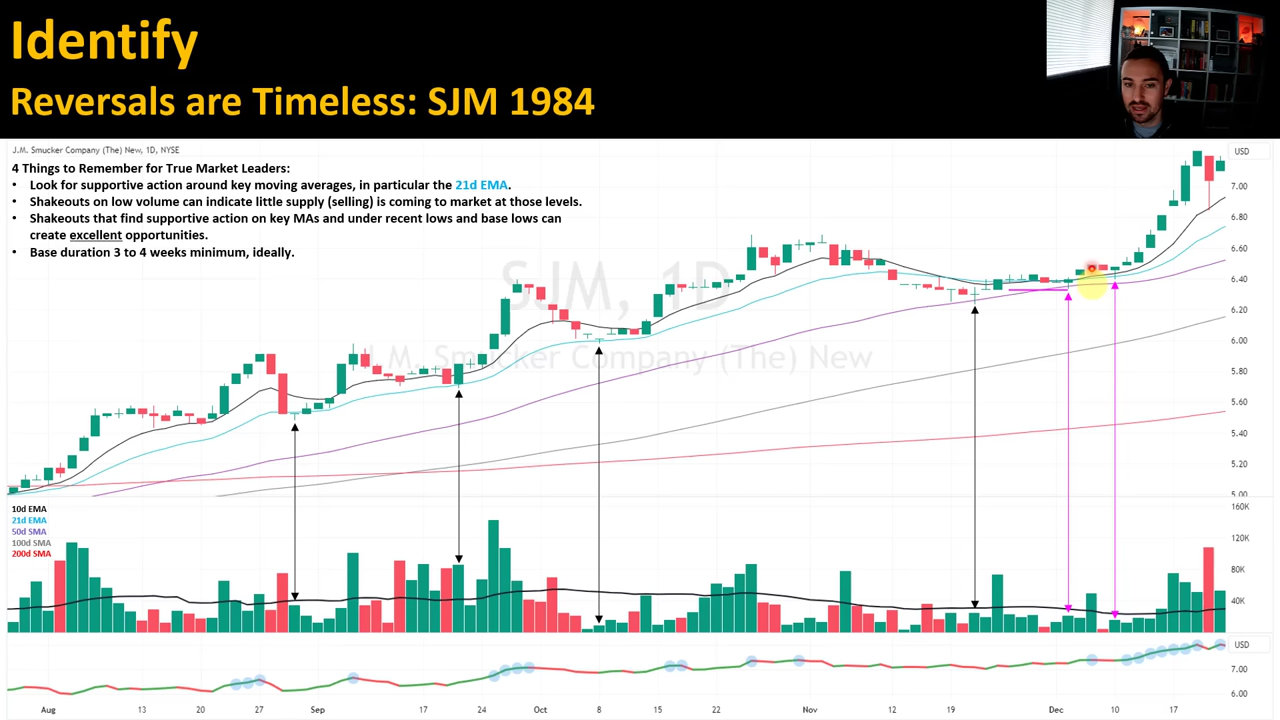 Identify
Reversals are Timeless: SJM 1984
J.M. Smucker Company (The) New, 1D, NYSE
USD
4 Things to Remember for True Market Leaders:
• Look for supportive action around key moving averages, in particular the 21d EMA.
• Shakeouts on low volume can indicate little supply (selling) is coming to market at those levels.
• Shakeouts that find supportive action on key MAs and under recent lows and base lows can
create excellent opportunities.
• Base duration 3 to 4 weeks minimum, ideally.
SJM, 1D
J.M. Smucker Company (The) New
7.00
6.80
6.60
6.40
6.20
6.00
5.80
5.60
5.40
5.20
5.00
10d EMA
21d EMA
50d SMA
100d SMA
200d SMA
160K
120K
80K
40K
USD
7.00
6.00
Aug 13 20 27 Sep 17 24 Oct 8 15 22 Nov 12 19 Dec 10 17